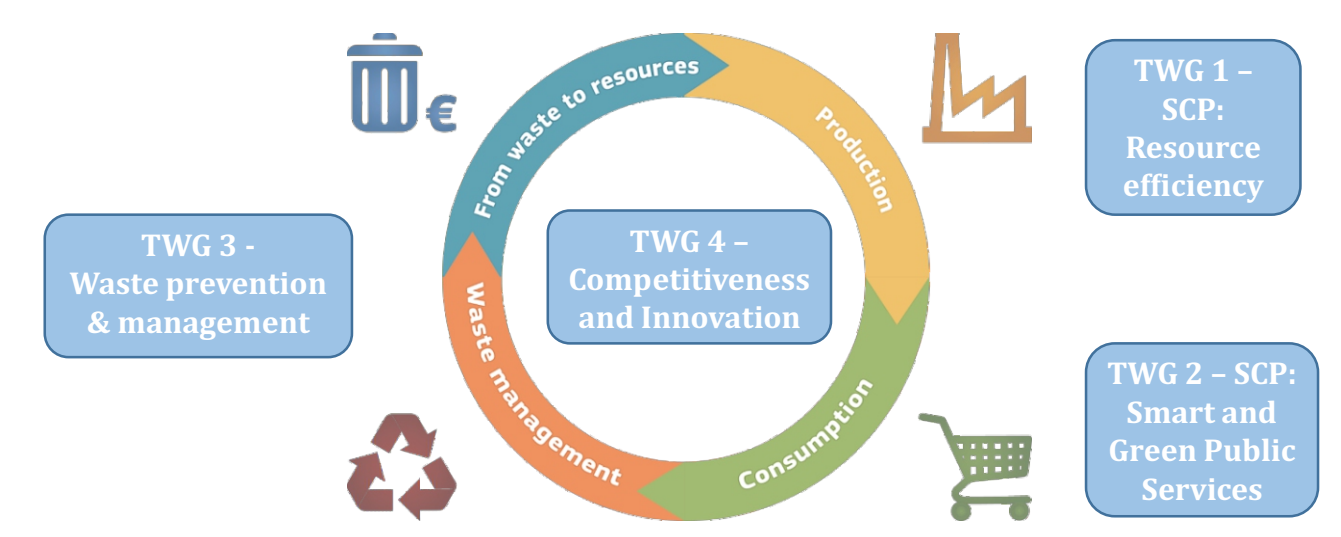 From waste to resources
Production
€
TWG 1 –
SCP:
Resource
efficiency
TWG 3 -
Waste prevention
& management
TWG 4 –
Competitiveness
and Innovation
Waste management
Consumption
TWG 2 – SCP:
Smart and
Green Public
Services